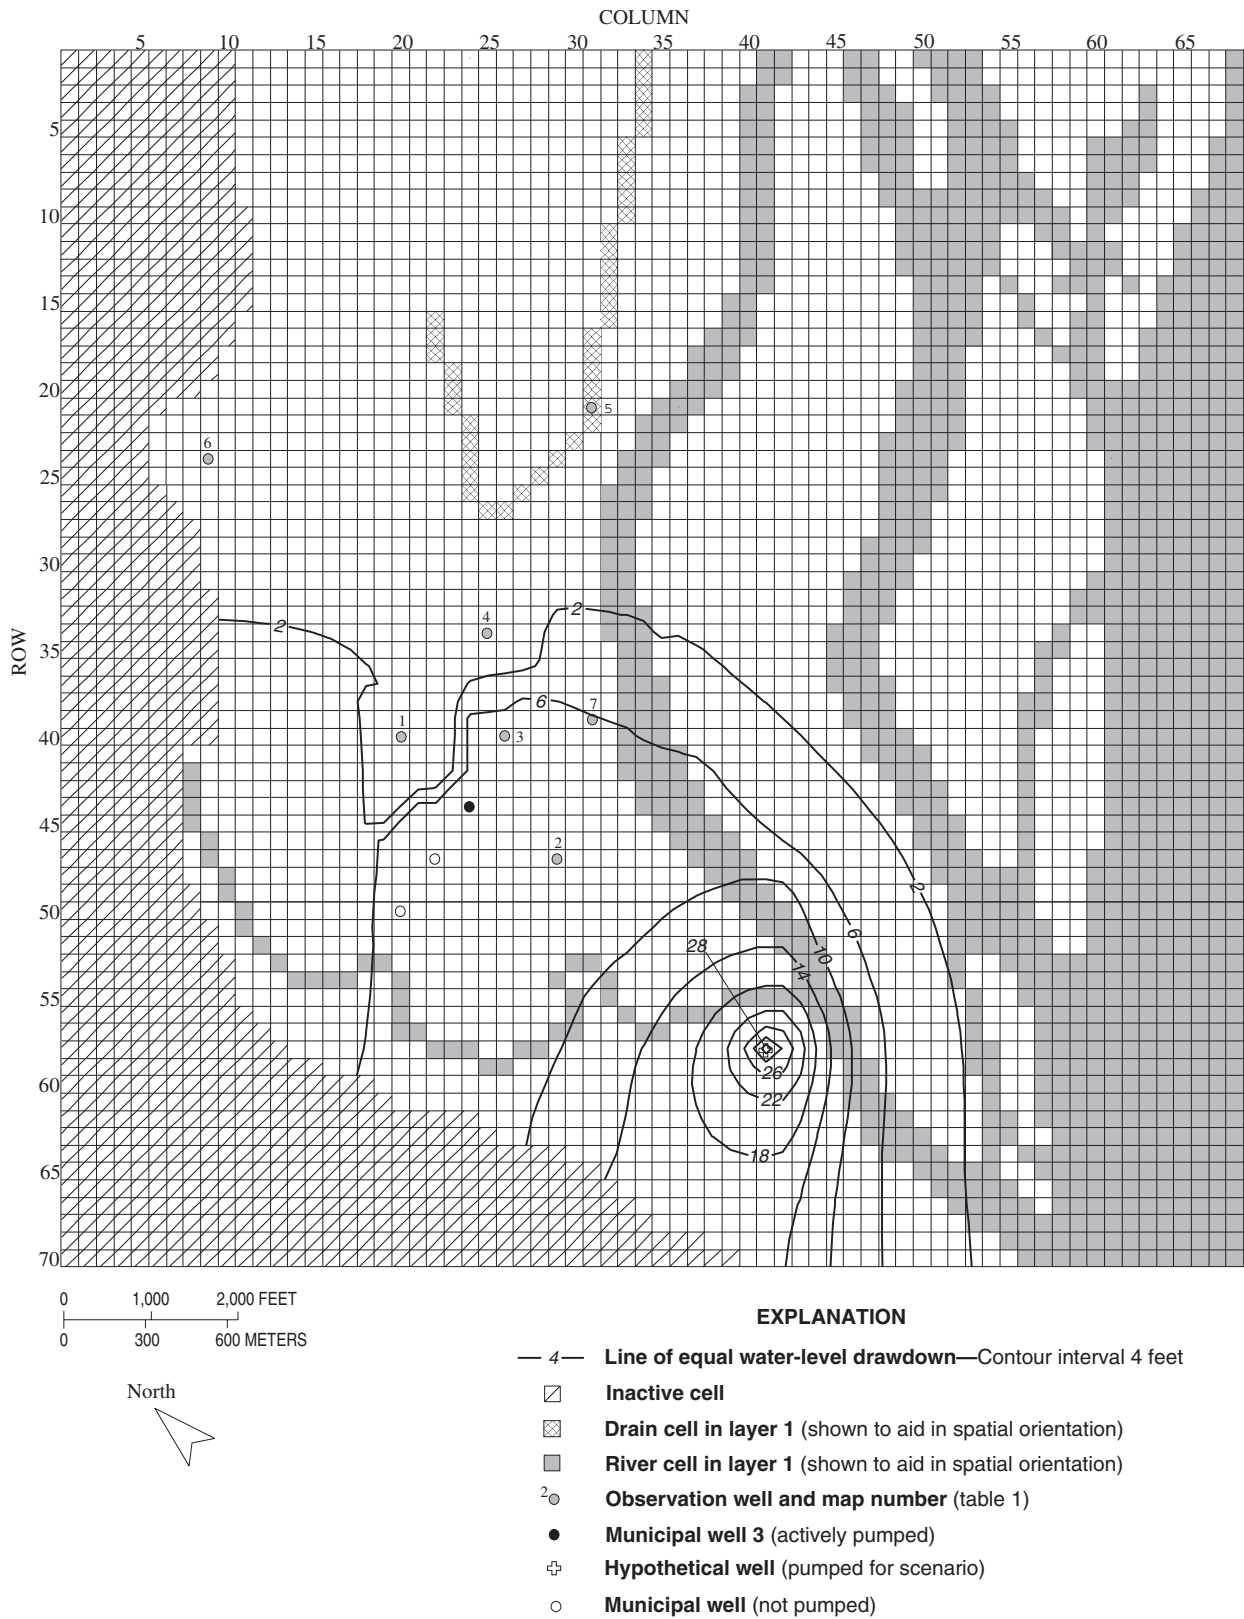 COLUMN
5 10 15 20 25 30 35 40 45 50 55 60 65
ROW
5
10
15
20
5
6
25
30
2
2
4
35
6
7
1
3
40
45
2
2
50
6
28
10
14
55
26
60
22
18
65
70
0 1,000 2,000 FEET
0 300 600 METERS
North
EXPLANATION
4 Line of equal water-level drawdown—Contour interval 4 feet
Inactive cell
Drain cell in layer 1 (shown to aid in spatial orientation)
River cell in layer 1 (shown to aid in spatial orientation)
2 Observation well and map number (table 1)
Municipal well 3 (actively pumped)
Hypothetical well (pumped for scenario)
Municipal well (not pumped)